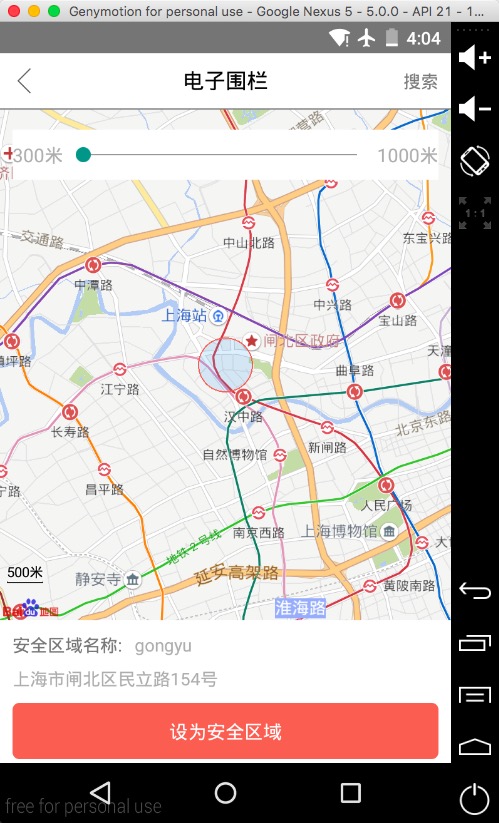 Genymotion for personal use - Google Nexus 5 - 5.0.0 - API 21 - 1...
4:04
电子围栏
搜索
300米
1000米
交通路
中山北路
东宝兴路
中潭路
中兴路
上海站
宝山路
闸北区政府
天潼
镇坪路
曲阜路
江宁路
汉中路
北京东路
长寿路
新闸路
自然博物馆
昌平路
人民广场
南京西路
上海博物馆
地铁2号线
延安高架路
500米
静安寺
黄陂南路
淮海路
安全区域名称: gongyu
上海市闸北区民立路154号
设为安全区域
free for personal use
1:1